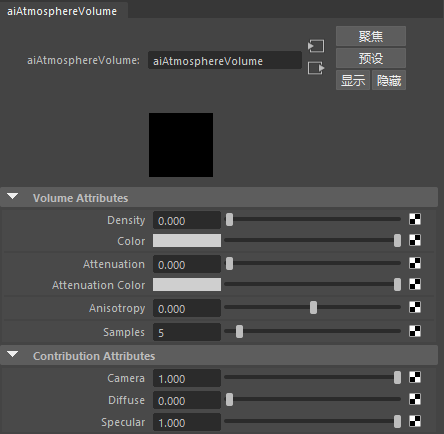 aiAtmosphereVolume
聚焦
aiAtmosphereVolume: aiAtmosphereVolume
预设
显示 隐藏
Volume Attributes
Density 0.000
Color
Attenuation 0.000
Attenuation Color
Anisotropy 0.000
Samples 5
Contribution Attributes
Camera 1.000
Diffuse 0.000
Specular 1.000